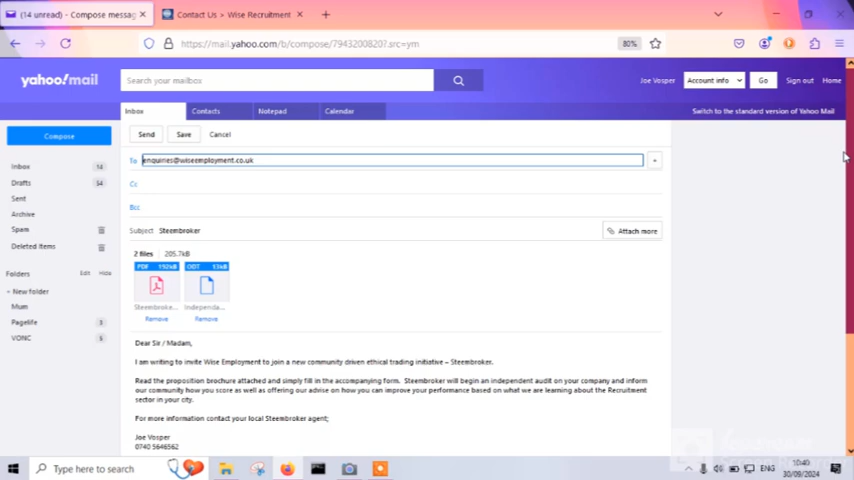 (14 unread) - Compose messag
Contact Us > Wise Recruitment
https://mail.yahoo.com/b/compose/7943200820?.src=ym
80%
yahoo!mail
Search your mailbox
Joe Vosper
Account info
Go
Sign out
Home
Inbox
Contacts
Notepad
Calendar
Switch to the standard version of Yahoo Mail
Compose
Send
Save
Cancel
To enquiries@wiseemployment.co.uk
Cc
Bcc
Subject Steembroker
Attach more
Inbox 14
Drafts 54
Sent
Archive
Spam
Deleted Items
Folders Edit Hide
+ New folder
Mum
Pagelife 3
VONC 5
2 files 205.7kB
PDF 192kB
ODT 13kB
Steembroke...
Independa...
Remove
Remove
Dear Sir / Madam,
I am writing to invite Wise Employment to join a new community driven ethical trading initiative – Steembroker.
Read the proposition brochure attached and simply fill in the accompanying form. Steembroker will begin an independent audit on your company and inform
our community how you score as well as offering our advise on how you can improve your performance based on what we are learning about the Recruitment
sector in your city.
For more information contact your local Steembroker agent;
Joe Vosper
0740 5646562
Type here to search
ENG
10:40
30/09/2024